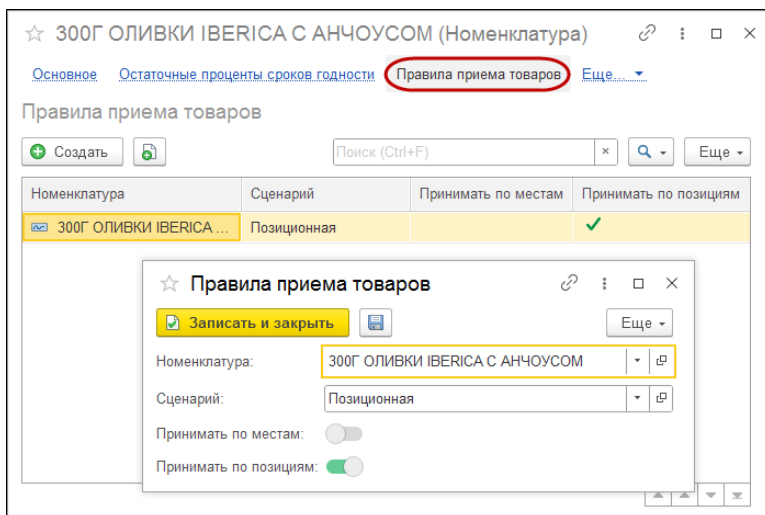 300Г ОЛИВКИ IBERICA С АНЧОУСОМ (Номенклатура)
Основное Остаточные проценты сроков годности Правила приема товаров Еще...
Правила приема товаров
Создать Поиск (Ctrl+F) × Еще
Номенклатура Сценарий Принимать по местам Принимать по позициям
300Г ОЛИВКИ IBERICA ... Позиционная
Правила приема товаров
Записать и закрыть Еще
Номенклатура: 300Г ОЛИВКИ IBERICA С АНЧОУСОМ
Сценарий: Позиционная
Принимать по местам:
Принимать по позициям: